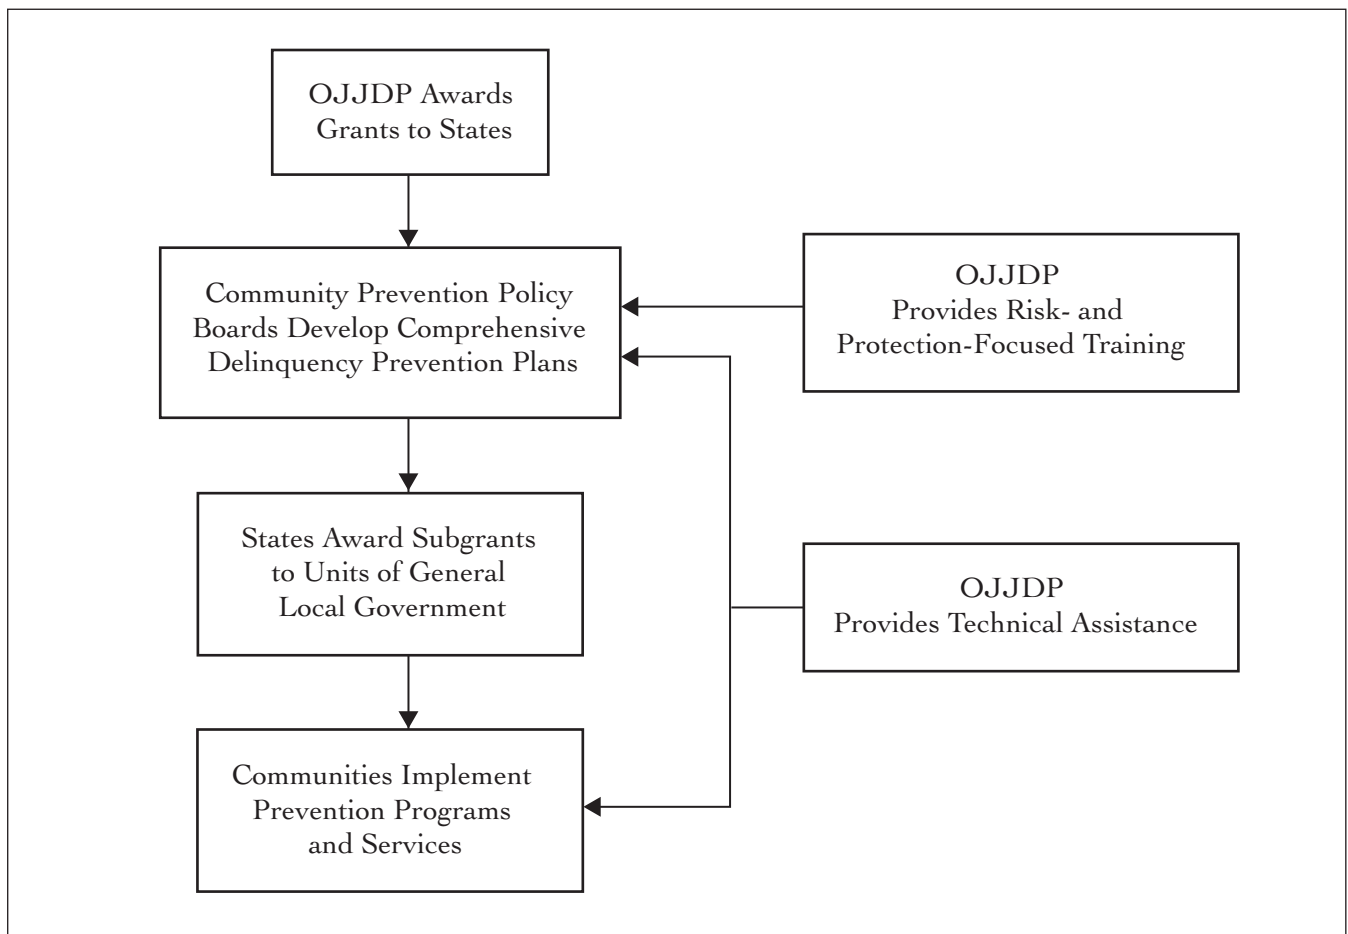 OJJDP Awards
Grants to States
Community Prevention Policy
Boards Develop Comprehensive
Delinquency Prevention Plans
OJJDP
Provides Risk- and
Protection-Focused Training
States Award Subgrants
to Units of General
Local Government
OJJDP
Provides Technical Assistance
Communities Implement
Prevention Programs
and Services